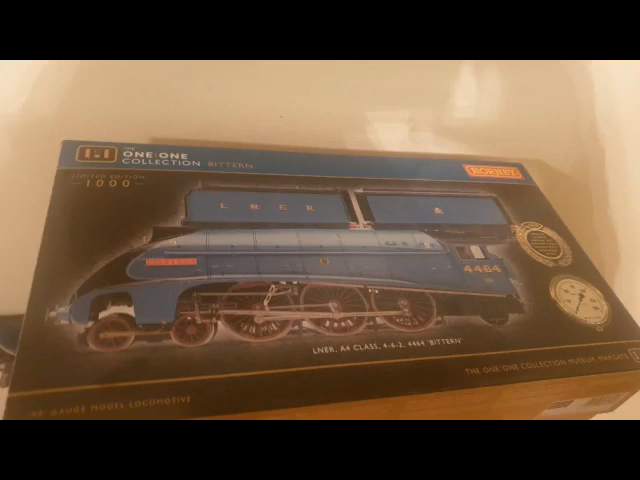 1:1
THE
ONE:ONE
COLLECTION BITTERN
HORNBY
LIMITED EDITION
1000
L N E R
4464
LNER, A4 CLASS, 4-6-2, 4464 'BITTERN'
THE ONE:ONE COLLECTION MUSEUM, MARGATE
GAUGE MODEL LOCOMOTIVE